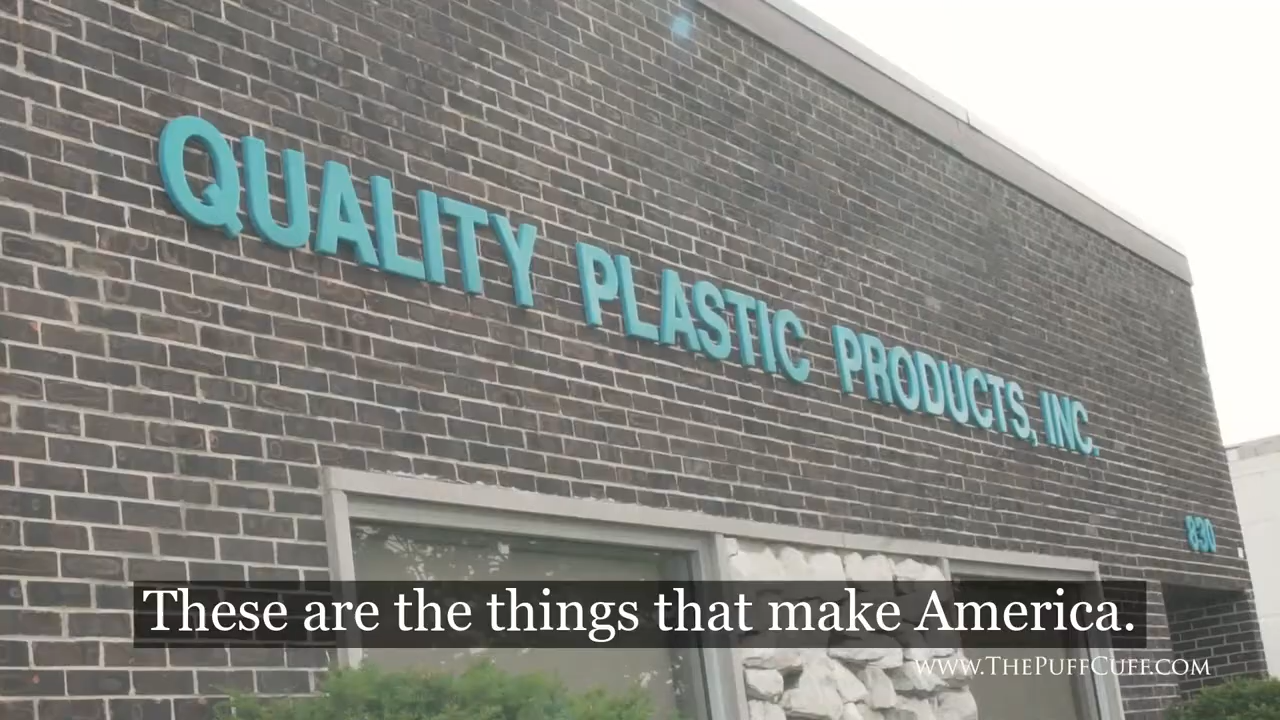 QUALITY PLASTIC PRODUCTS, INC.
830
These are the things that make America.
www.ThePuffCuff.com